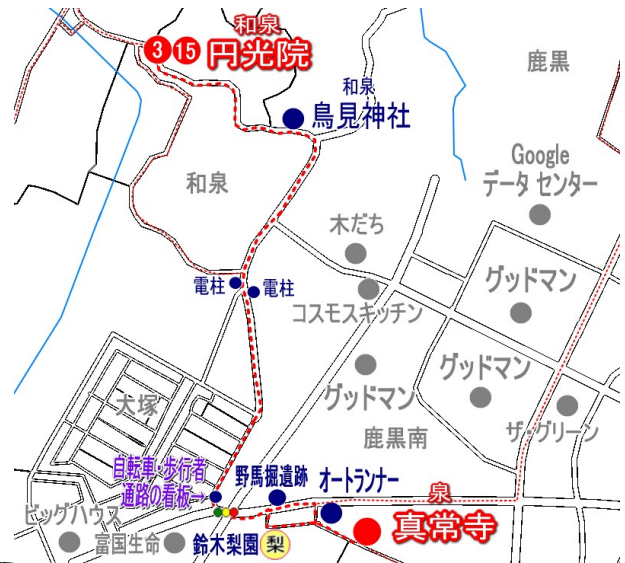 和泉
③⑮円光院
鹿黒
和泉
鳥見神社
Google
データ センター
和泉
木だち
グッドマン
電柱
電柱
コスモスキッチン
グッドマン
グッドマン
大塚
ザ・グリーン
鹿黒南
自転車・歩行者
通路の看板→
野馬掘遺跡
オートランナー
泉
ビッグハウス
真常寺
富国生命
鈴木梨園
梨